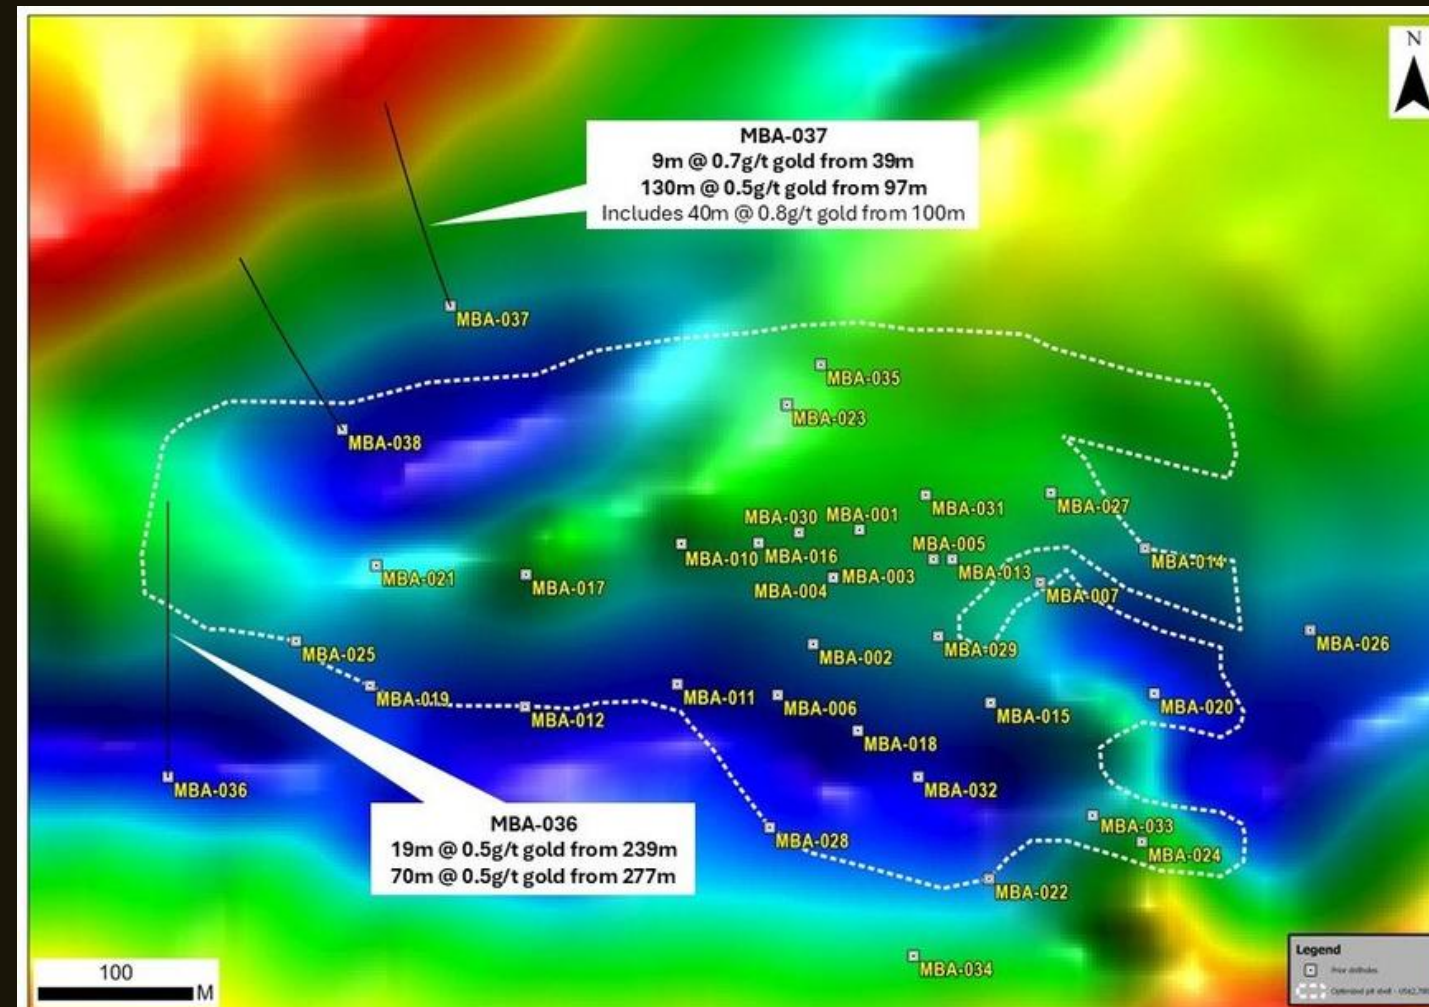 N
MBA-037
9m @ 0.7g/t gold from 39m
130m @ 0.5g/t gold from 97m
Includes 40m @ 0.8g/t gold from 100m
MBA-037
MBA-035
MBA-023
MBA-038
MBA-031
MBA-027
MBA-030
MBA-001
MBA-010
MBA-016
MBA-005
MBA-014
MBA-021
MBA-017
MBA-004
MBA-003
MBA-013
MBA-007
MBA-025
MBA-002
MBA-029
MBA-026
MBA-019
MBA-012
MBA-011
MBA-006
MBA-015
MBA-020
MBA-018
MBA-036
MBA-032
MBA-036
19m @ 0.5g/t gold from 239m
70m @ 0.5g/t gold from 277m
MBA-028
MBA-033
MBA-024
MBA-022
MBA-034
100
M
Legend
Prior drillholes
Optimized pit shell -